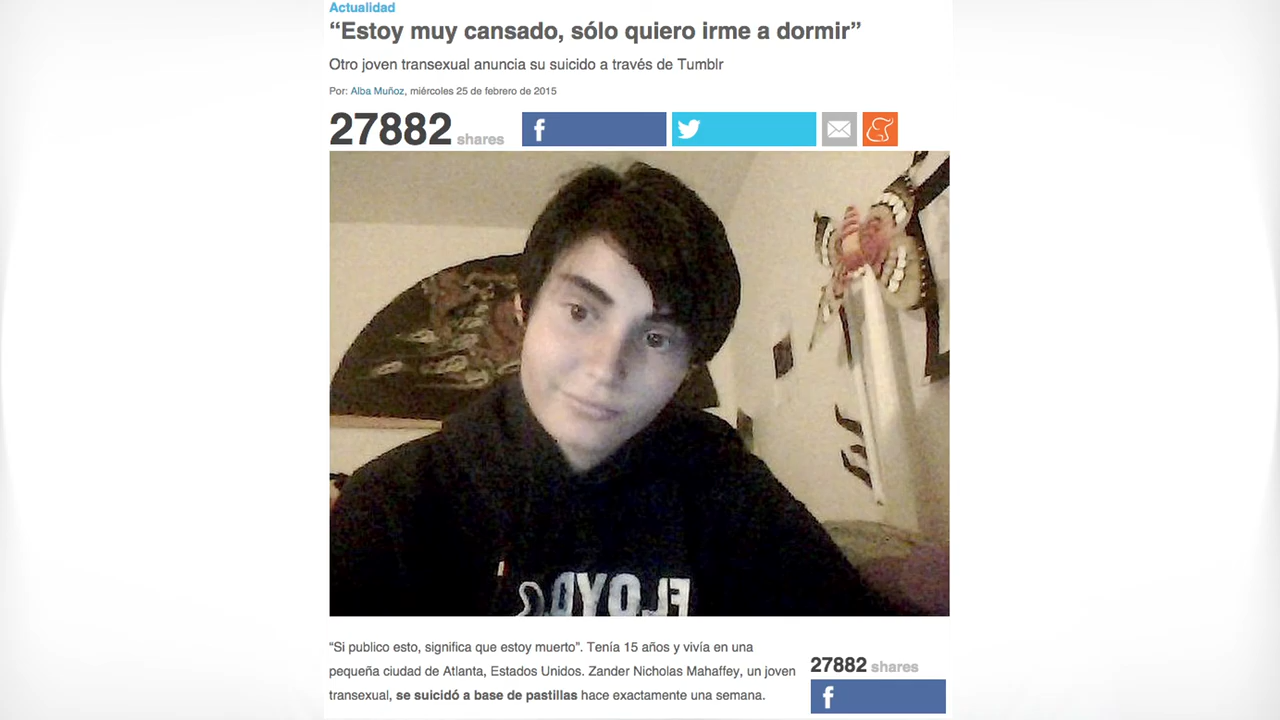 Actualidad
“Estoy muy cansado, sólo quiero irme a dormir”
Otro joven transexual anuncia su suicido a través de Tumblr
Por: Alba Muñoz, miércoles 25 de febrero de 2015
27882 shares
FLOYD
“Si publico esto, significa que estoy muerto”. Tenía 15 años y vivía en una
pequeña ciudad de Atlanta, Estados Unidos. Zander Nicholas Mahaffey, un joven
transexual, se suicidó a base de pastillas hace exactamente una semana.
27882 shares